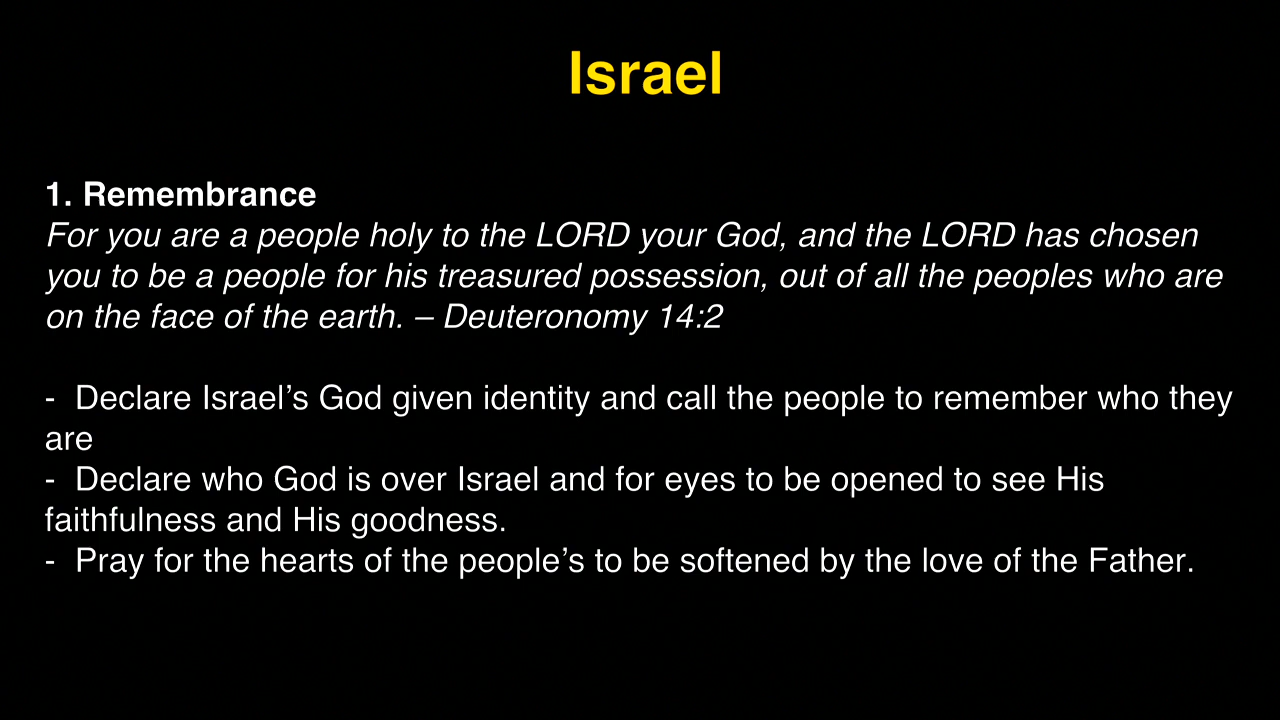 Israel
1. Remembrance
For you are a people holy to the LORD your God, and the LORD has chosen
you to be a people for his treasured possession, out of all the peoples who are
on the face of the earth. – Deuteronomy 14:2
-  Declare Israel’s God given identity and call the people to remember who they
are
-  Declare who God is over Israel and for eyes to be opened to see His
faithfulness and His goodness.
-  Pray for the hearts of the people’s to be softened by the love of the Father.